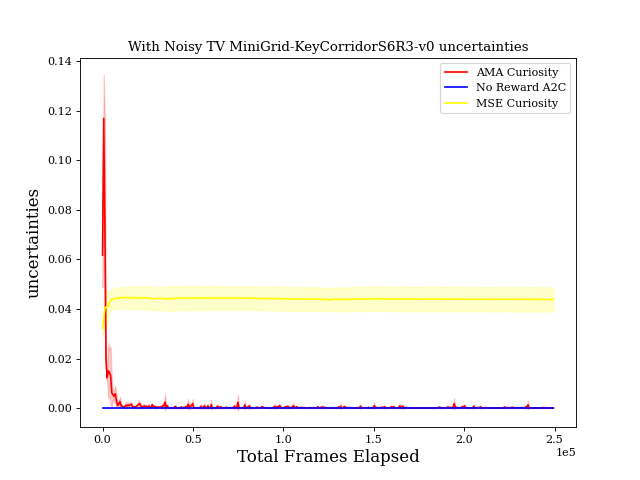 With Noisy TV MiniGrid-KeyCorridorS6R3-v0 uncertainties
AMA Curiosity
No Reward A2C
MSE Curiosity
uncertainties
0.14
0.12
0.10
0.08
0.06
0.04
0.02
0.00
0.0 0.5 1.0 1.5 2.0 2.5
1e5
Total Frames Elapsed